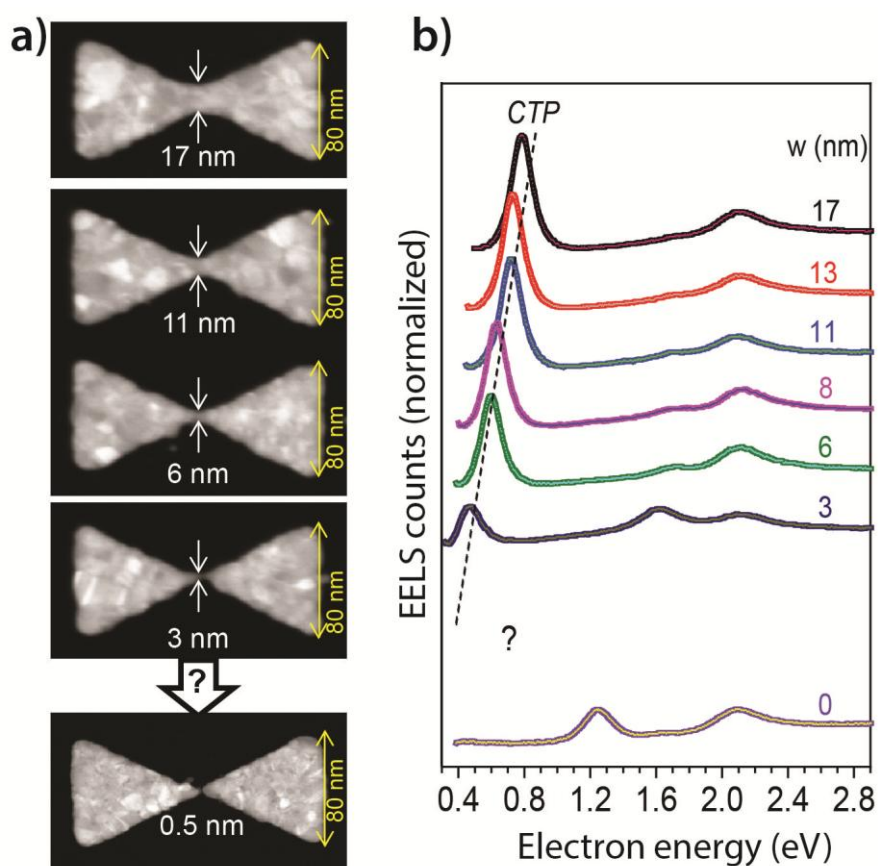 a)
80 nm
17 nm
80 nm
11 nm
80 nm
6 nm
80 nm
3 nm
?
80 nm
0.5 nm
b)
CTP
w (nm)
17
13
11
8
6
3
?
0
EELS counts (normalized)
0.4 0.8 1.2 1.6 2.0 2.4 2.8
Electron energy (eV)